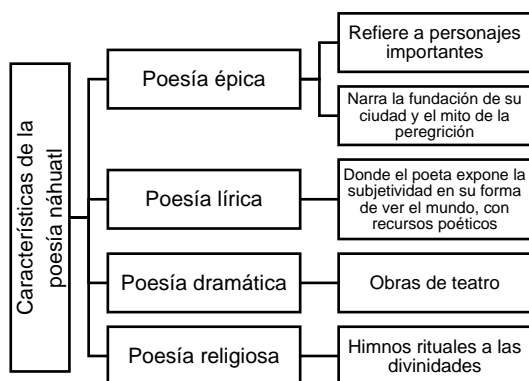 Características de la
poesía náhuatl
Poesía épica
Refiere a personajes
importantes
Narra la fundación de su
ciudad y el mito de la
peregrición
Poesía lírica
Donde el poeta expone la
subjetividad en su forma
de ver el mundo, con
recursos poéticos
Poesía dramática
Obras de teatro
Poesía religiosa
Himnos rituales a las
divinidades